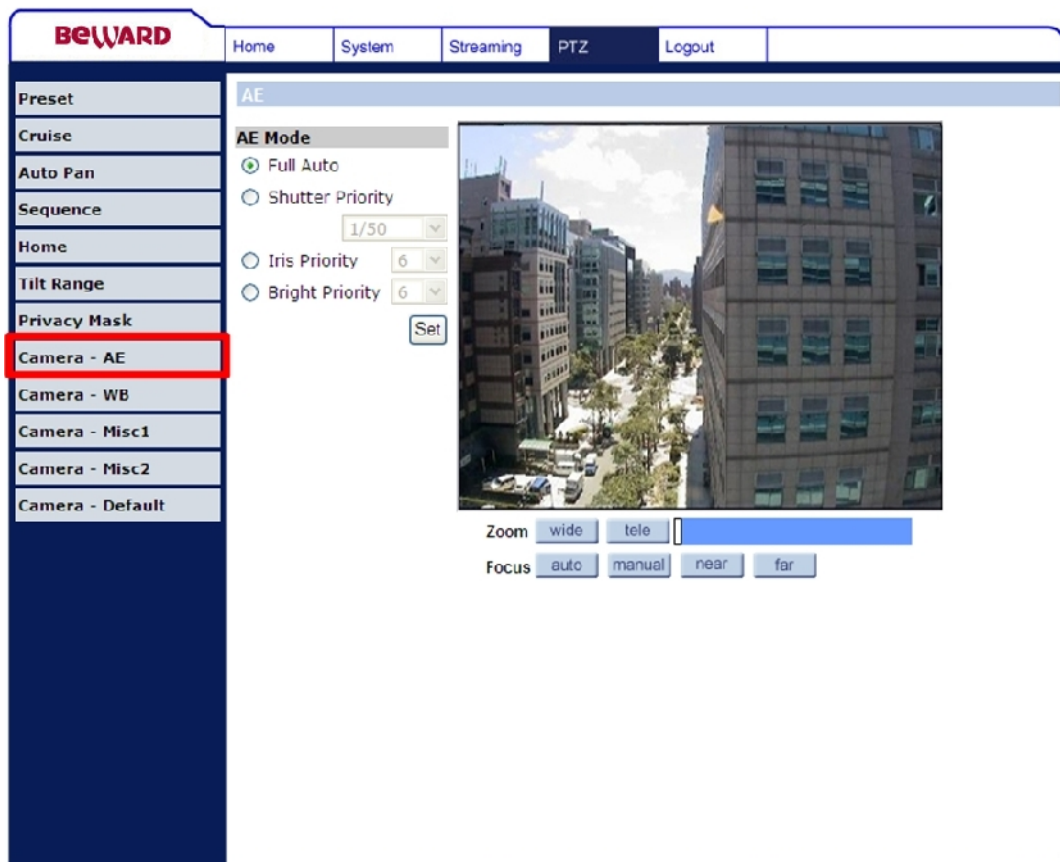 BEWARD
Home System Streaming PTZ Logout
Preset
Cruise
Auto Pan
Sequence
Home
Tilt Range
Privacy Mask
Camera - AE
Camera - WB
Camera - Misc1
Camera - Misc2
Camera - Default
AE
AE Mode
Full Auto
Shutter Priority
1/50
Iris Priority 6
Bright Priority 6
Set
Zoom wide tele
Focus auto manual near far